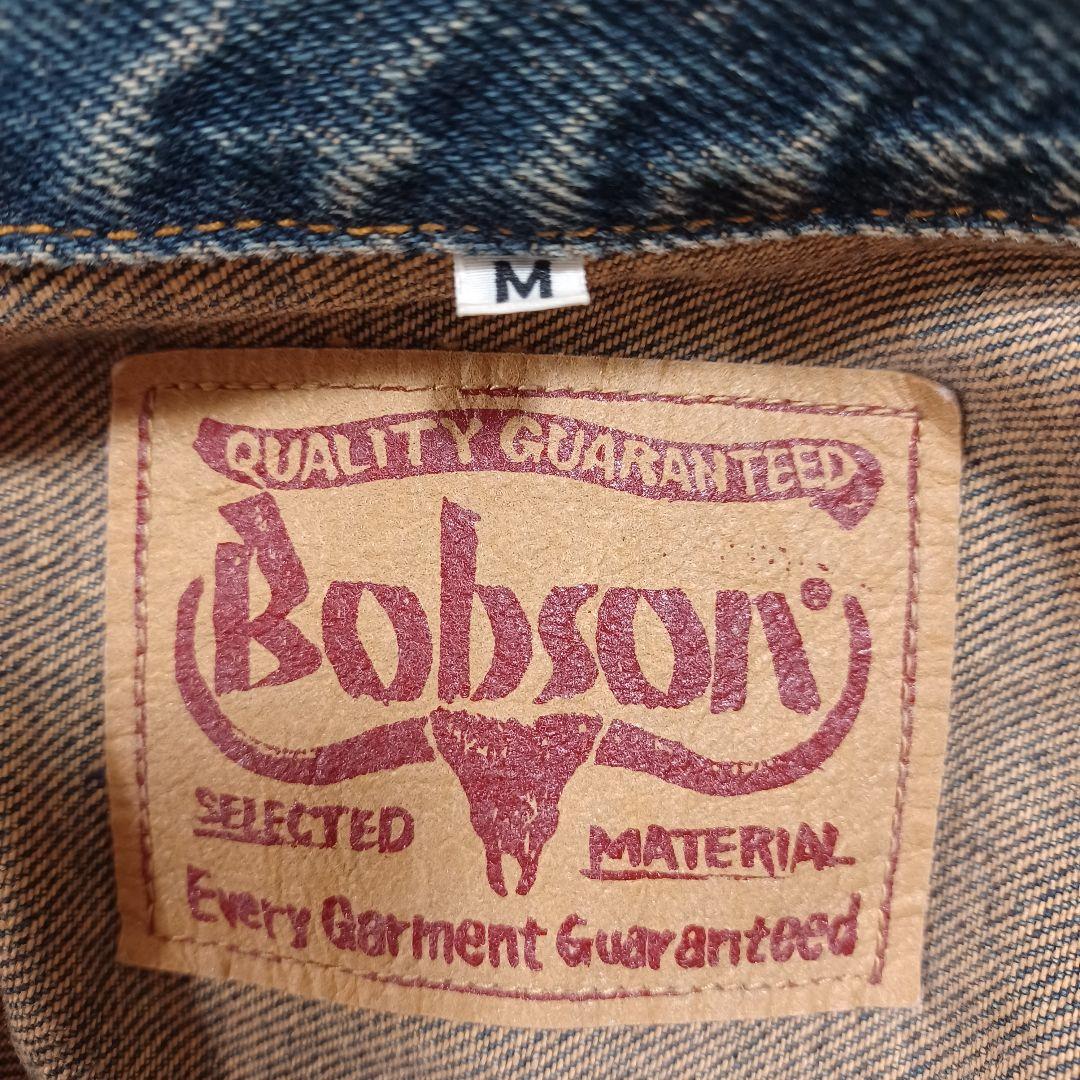 M
QUALITY GUARANTEED
Bobson
SELECTED MATERIAL
Every Garment Guaranteed